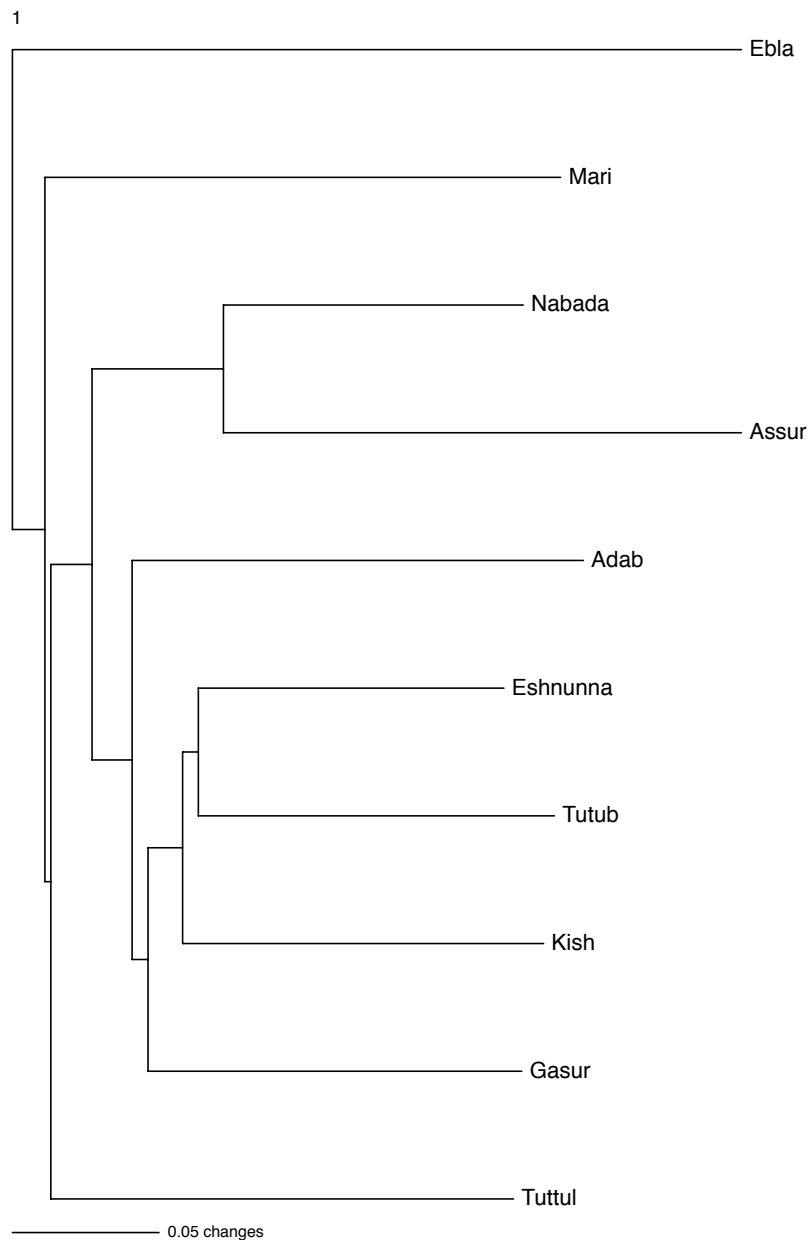 1
Ebla
Mari
Nabada
Assur
Adab
Eshnunna
Tutub
Kish
Gasur
Tuttul
0.05 changes